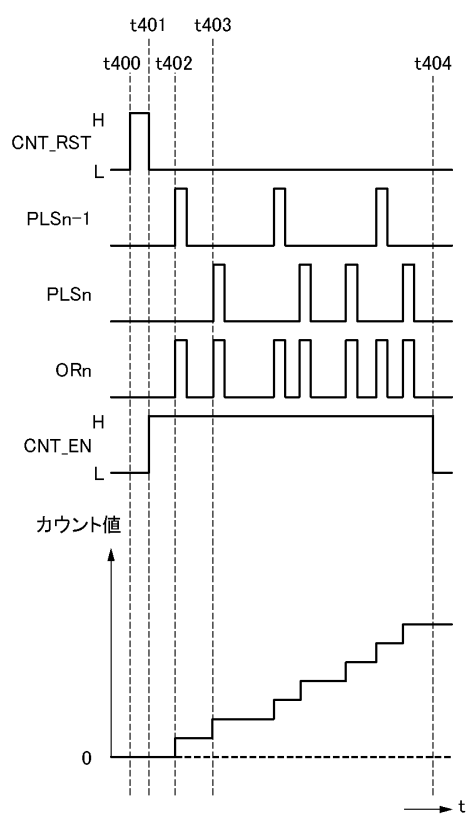 t401 t403
t400 t402 t404
H
CNT_RST
L
PLSn-1
PLSn
ORn
H
CNT_EN
L
カウント値
0
t